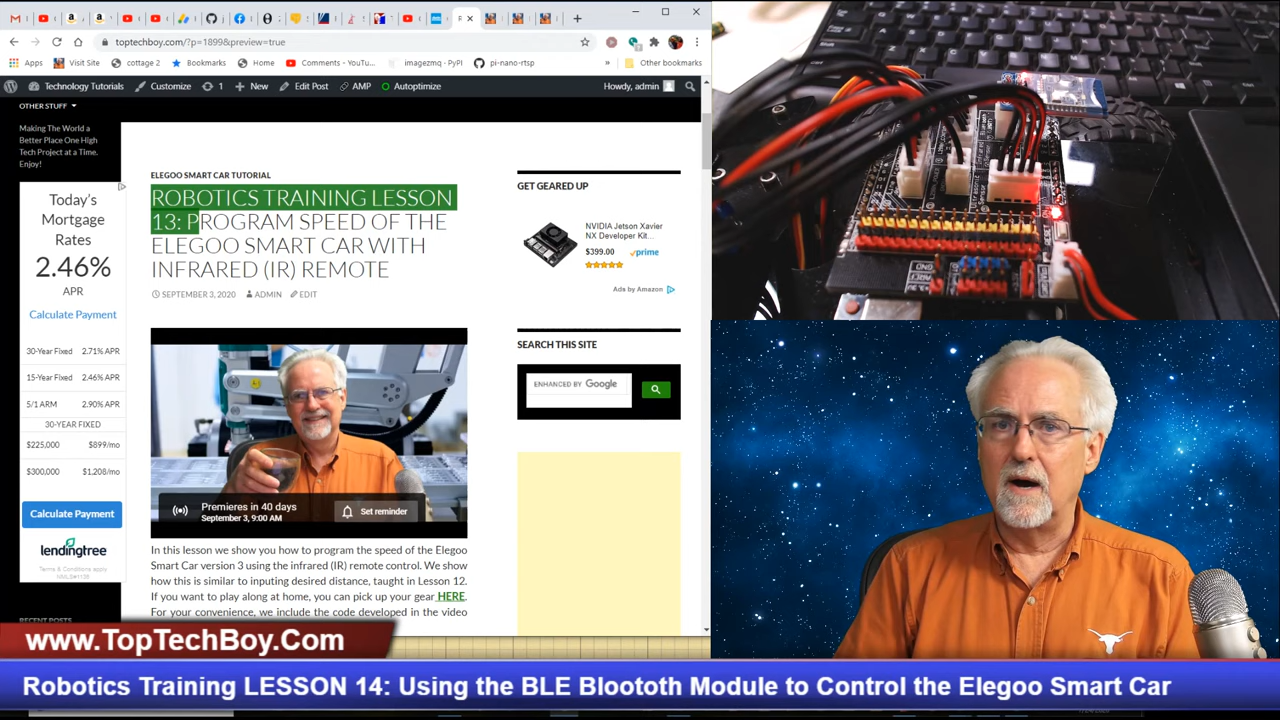 toptechboy.com/?p=1899&preview=true
Apps
Visit Site
cottage 2
Bookmarks
Home
Comments - YouTu...
imagezmq - PyPI
pi-nano-rtsp
»
Other bookmarks
Technology Tutorials
Customize
1
New
Edit Post
AMP
Autoptimize
Howdy, admin
OTHER STUFF
Making The World a
Better Place One High
Tech Project at a Time.
Enjoy!
Today's
Mortgage
Rates
2.46%
APR
Calculate Payment
30-Year Fixed 2.71% APR
15-Year Fixed 2.46% APR
5/1 ARM 2.90% APR
30-YEAR FIXED
$225,000 $899/mo
$300,000 $1,208/mo
Calculate Payment
lendingtree
Terms & Conditions apply
RECENT POSTS
ELEGOO SMART CAR TUTORIAL
ROBOTICS TRAINING LESSON
13: PROGRAM SPEED OF THE
ELEGOO SMART CAR WITH
INFRARED (IR) REMOTE
SEPTEMBER 3, 2020 ADMIN EDIT
Premieres in 40 days
September 3, 9:00 AM
Set reminder
In this lesson we show you how to program the speed of the Elegoo
Smart Car version 3 using the infrared (IR) remote control. We show
how this is similar to inputing desired distance, taught in Lesson 12.
If you want to play along at home, you can pick up your gear HERE.
For your convenience, we include the code developed in the video
GET GEARED UP
NVIDIA Jetson Xavier
NX Developer Kit...
$399.00 prime
Ads by Amazon
SEARCH THIS SITE
ENHANCED BY Google
www.TopTechBoy.Com
Robotics Training LESSON 14: Using the BLE Bloototh Module to Control the Elegoo Smart Car